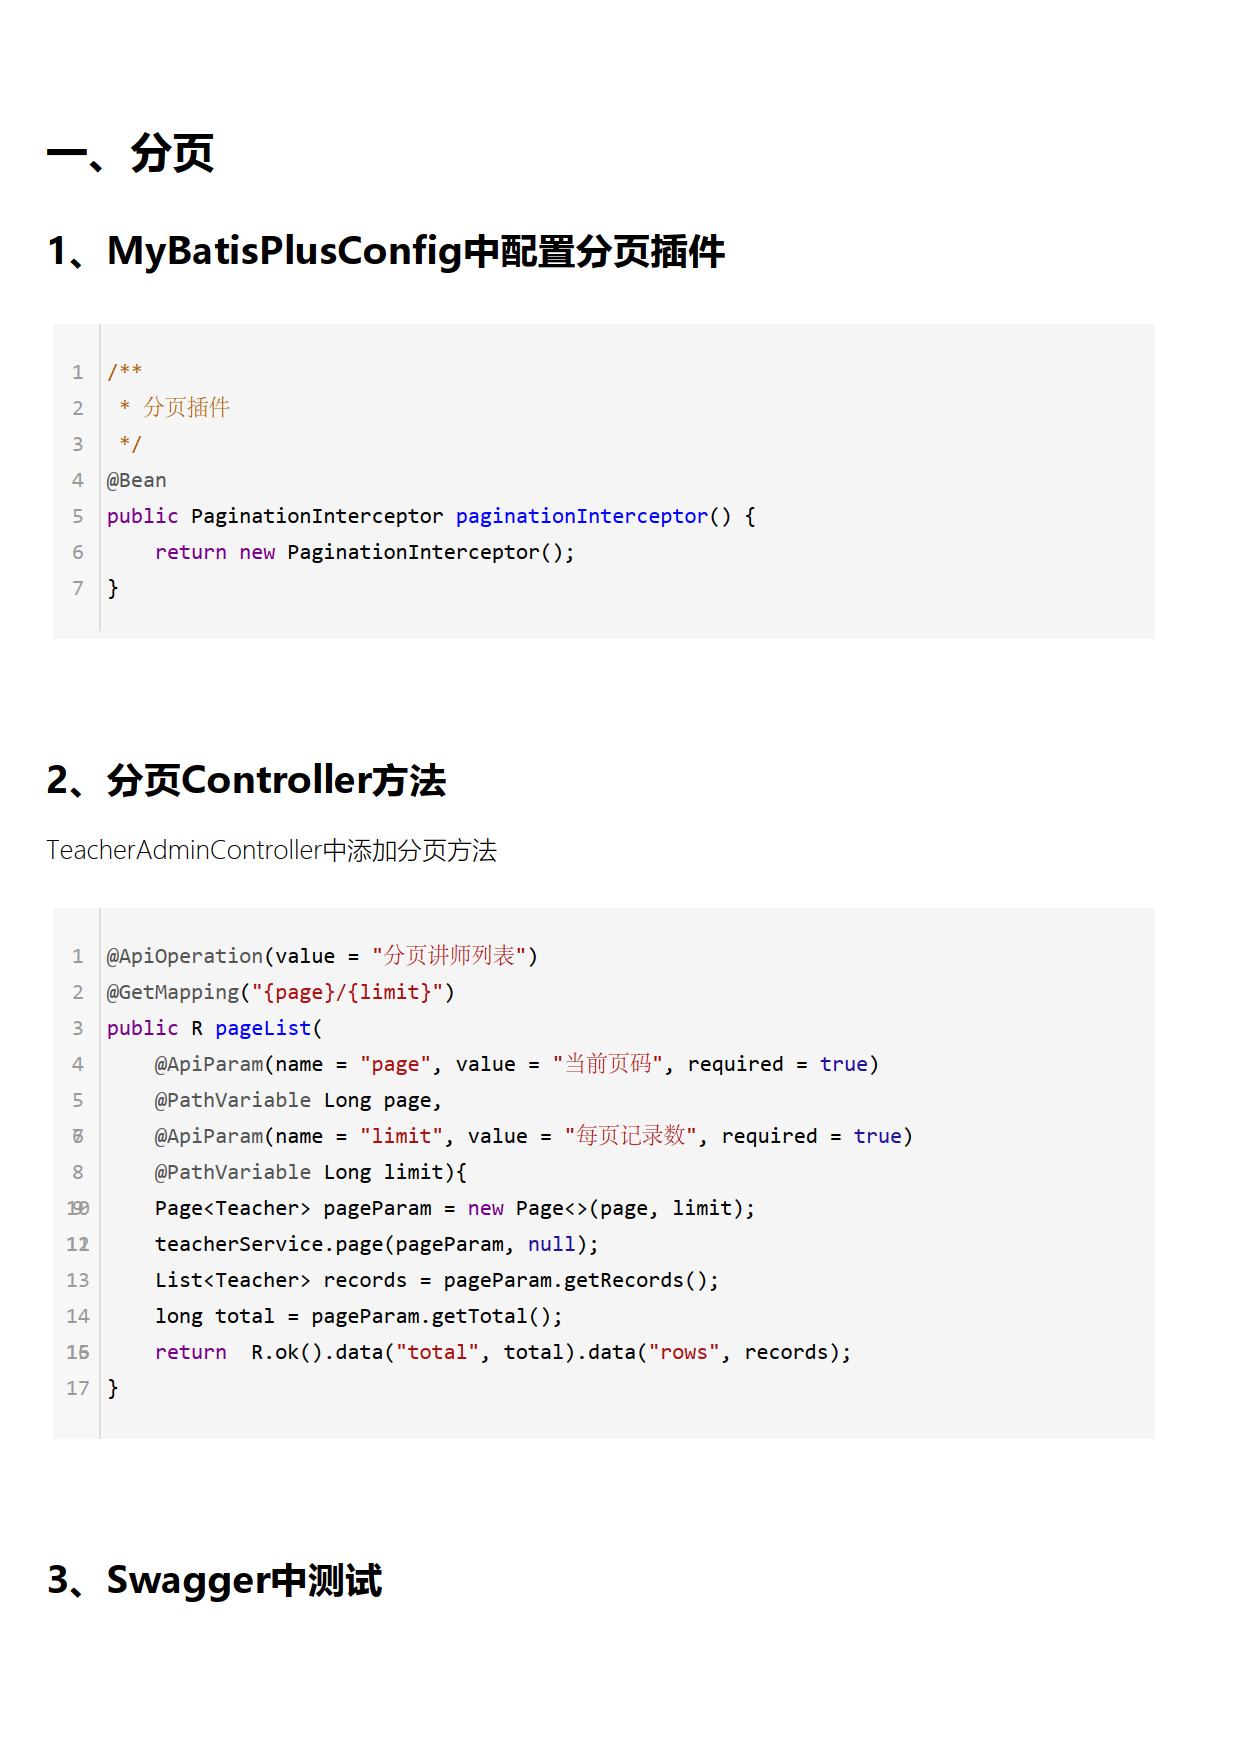 一、分页
1、MyBatisPlusConfig中配置分页插件
1 /**
2  * 分页插件
3  */
4 @Bean
5 public PaginationInterceptor paginationInterceptor() {
6     return new PaginationInterceptor();
7 }
2、分页Controller方法
TeacherAdminController中添加分页方法
1 @ApiOperation(value = "分页讲师列表")
2 @GetMapping("{page}/{limit}")
3 public R pageList(
4     @ApiParam(name = "page", value = "当前页码", required = true)
5     @PathVariable Long page,
    @ApiParam(name = "limit", value = "每页记录数", required = true)
8     @PathVariable Long limit){
    Page<Teacher> pageParam = new Page<>(page, limit);
    teacherService.page(pageParam, null);
13     List<Teacher> records = pageParam.getRecords();
14     long total = pageParam.getTotal();
    return  R.ok().data("total", total).data("rows", records);
17 }
3、Swagger中测试